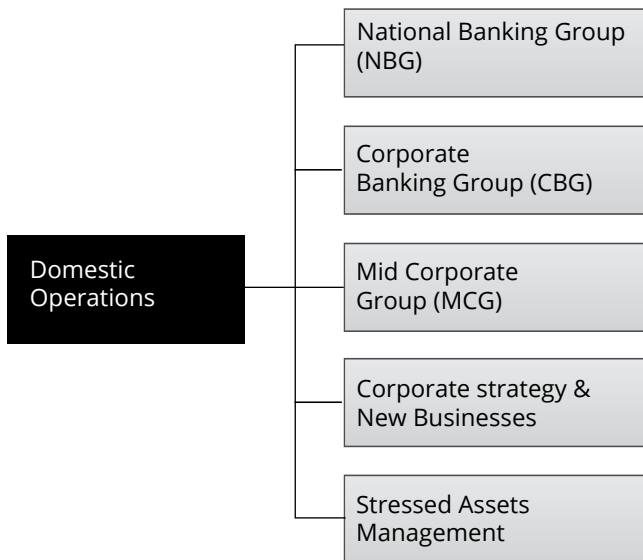 National Banking Group
(NBG)
Corporate
Banking Group (CBG)
Domestic
Operations
Mid Corporate
Group (MCG)
Corporate strategy &
New Businesses
Stressed Assets
Management